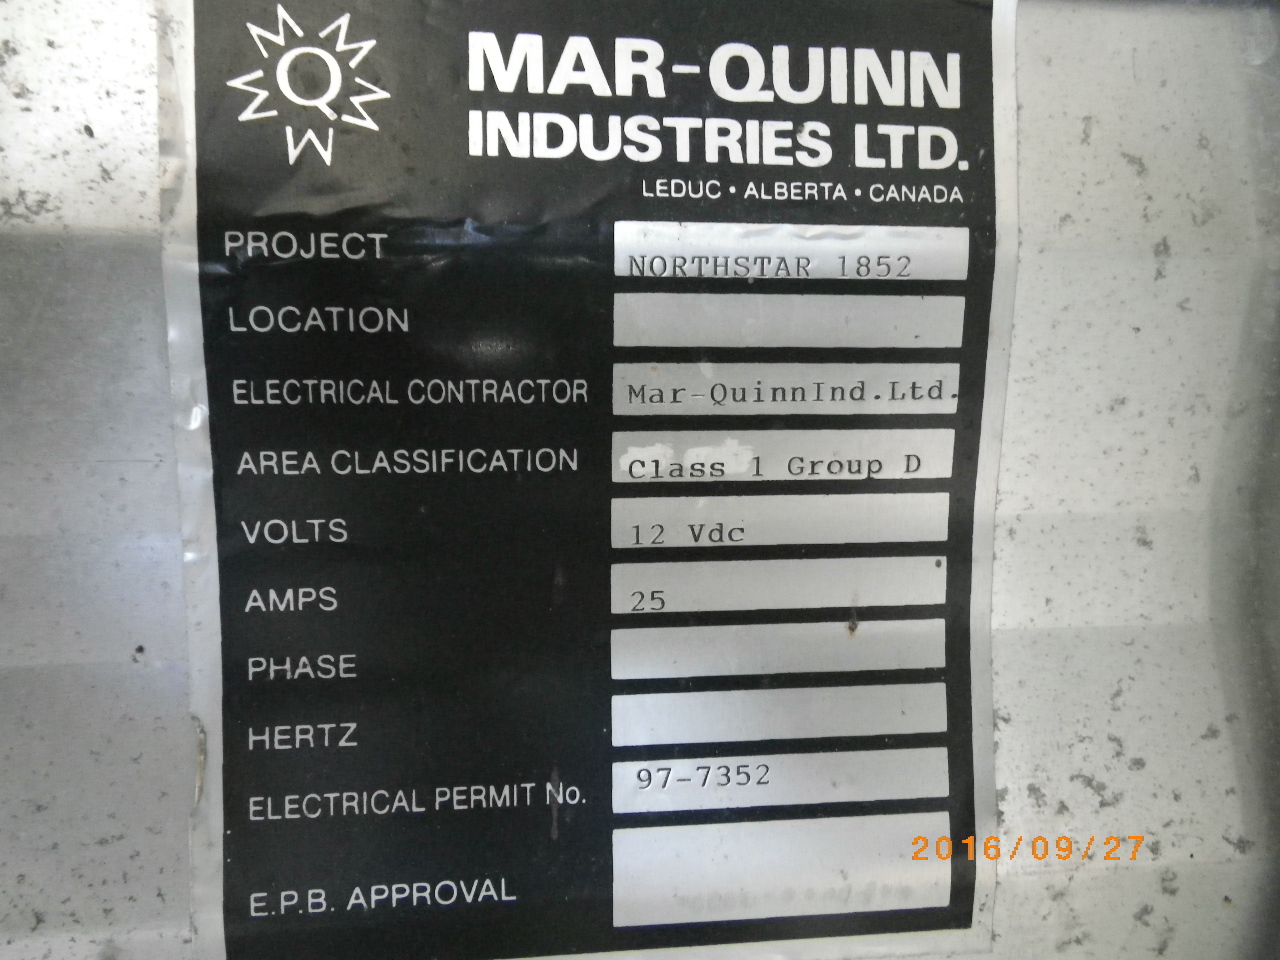 Q
MAR-QUINN
INDUSTRIES LTD.
LEDUC • ALBERTA • CANADA
PROJECT NORTHSTAR 1852
LOCATION
ELECTRICAL CONTRACTOR Mar-QuinnInd.Ltd.
AREA CLASSIFICATION Class 1 Group D
VOLTS 12 Vdc
AMPS 25
PHASE
HERTZ
ELECTRICAL PERMIT No. 97-7352
E.P.B. APPROVAL
2016/09/27